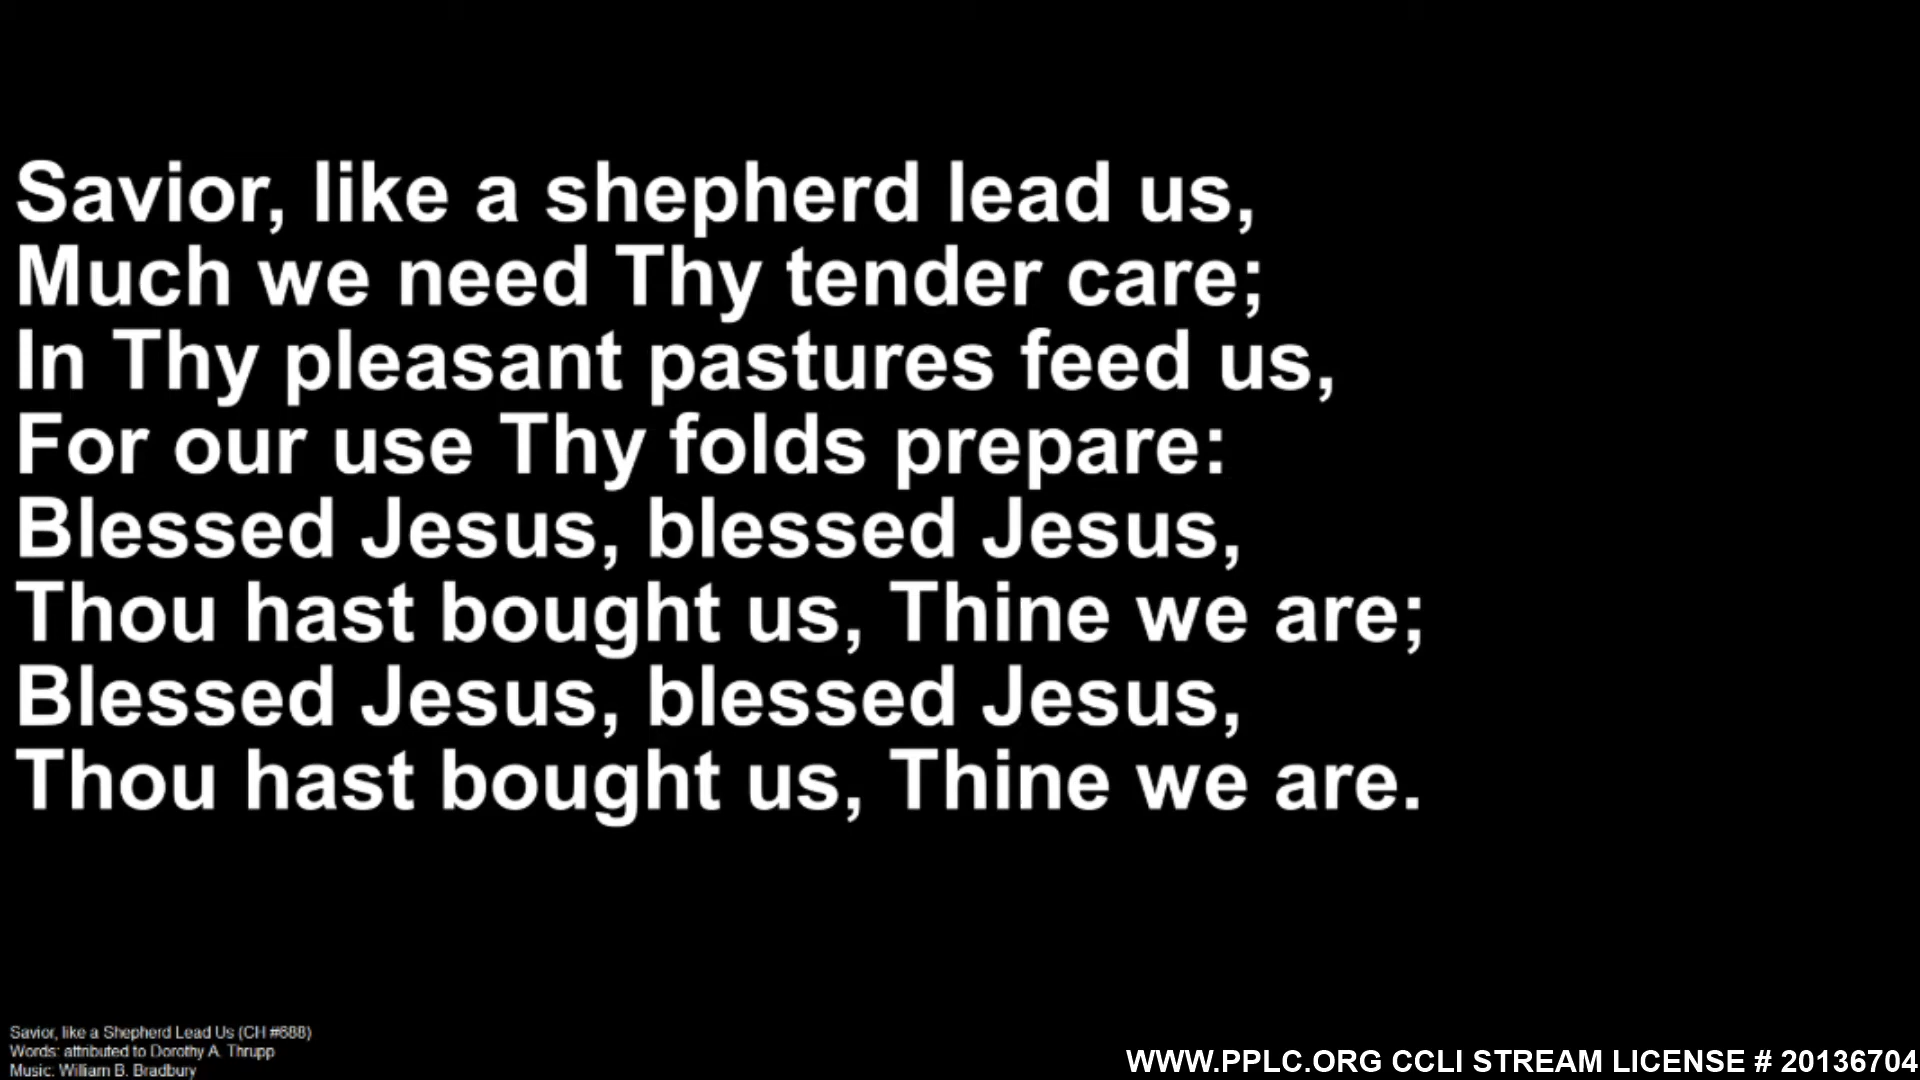 Savior, like a shepherd lead us,
Much we need Thy tender care;
In Thy pleasant pastures feed us,
For our use Thy folds prepare:
Blessed Jesus, blessed Jesus,
Thou hast bought us, Thine we are;
Blessed Jesus, blessed Jesus,
Thou hast bought us, Thine we are.
Savior, like a Shepherd Lead Us (CH #688)
Words: attributed to Dorothy A. Thrupp
Music: William B. Bradbury
WWW.PPLC.ORG CCLI STREAM LICENSE # 20136704